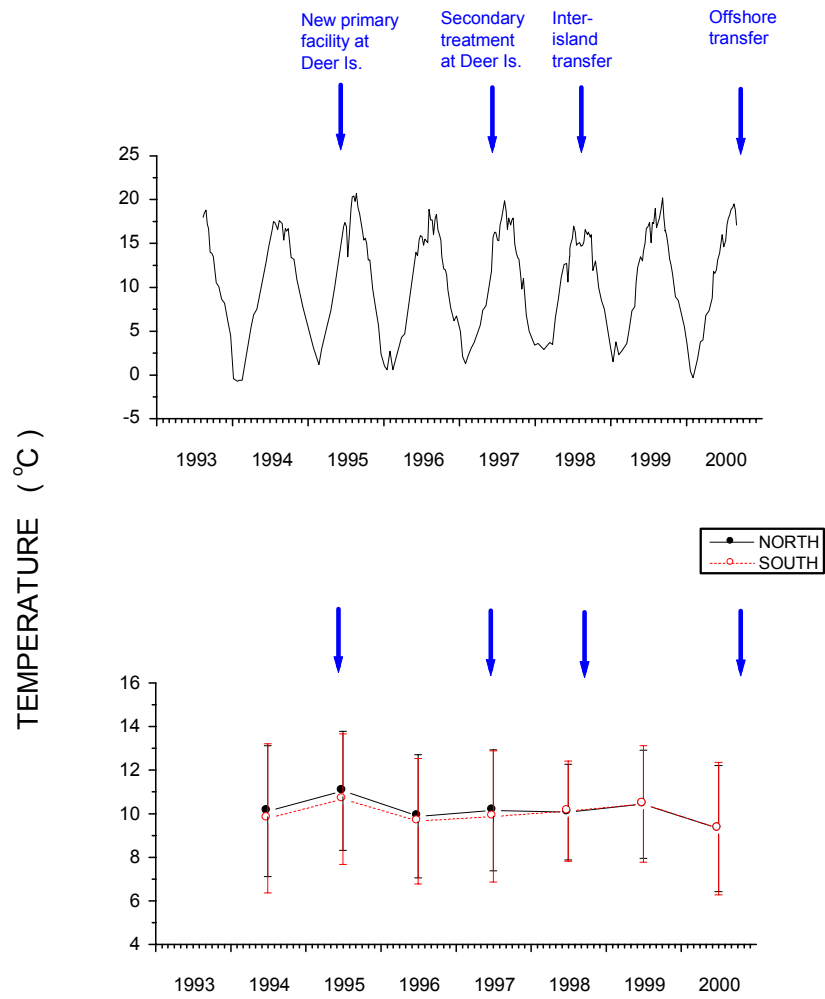 New primary
facility at
Deer Is.
Secondary
treatment
at Deer Is.
Inter-
island
transfer
Offshore
transfer
25
20
15
10
5
0
-5
1993 1994 1995 1996 1997 1998 1999 2000
TEMPERATURE ( °C )
NORTH
SOUTH
16
14
12
10
8
6
4
1993 1994 1995 1996 1997 1998 1999 2000